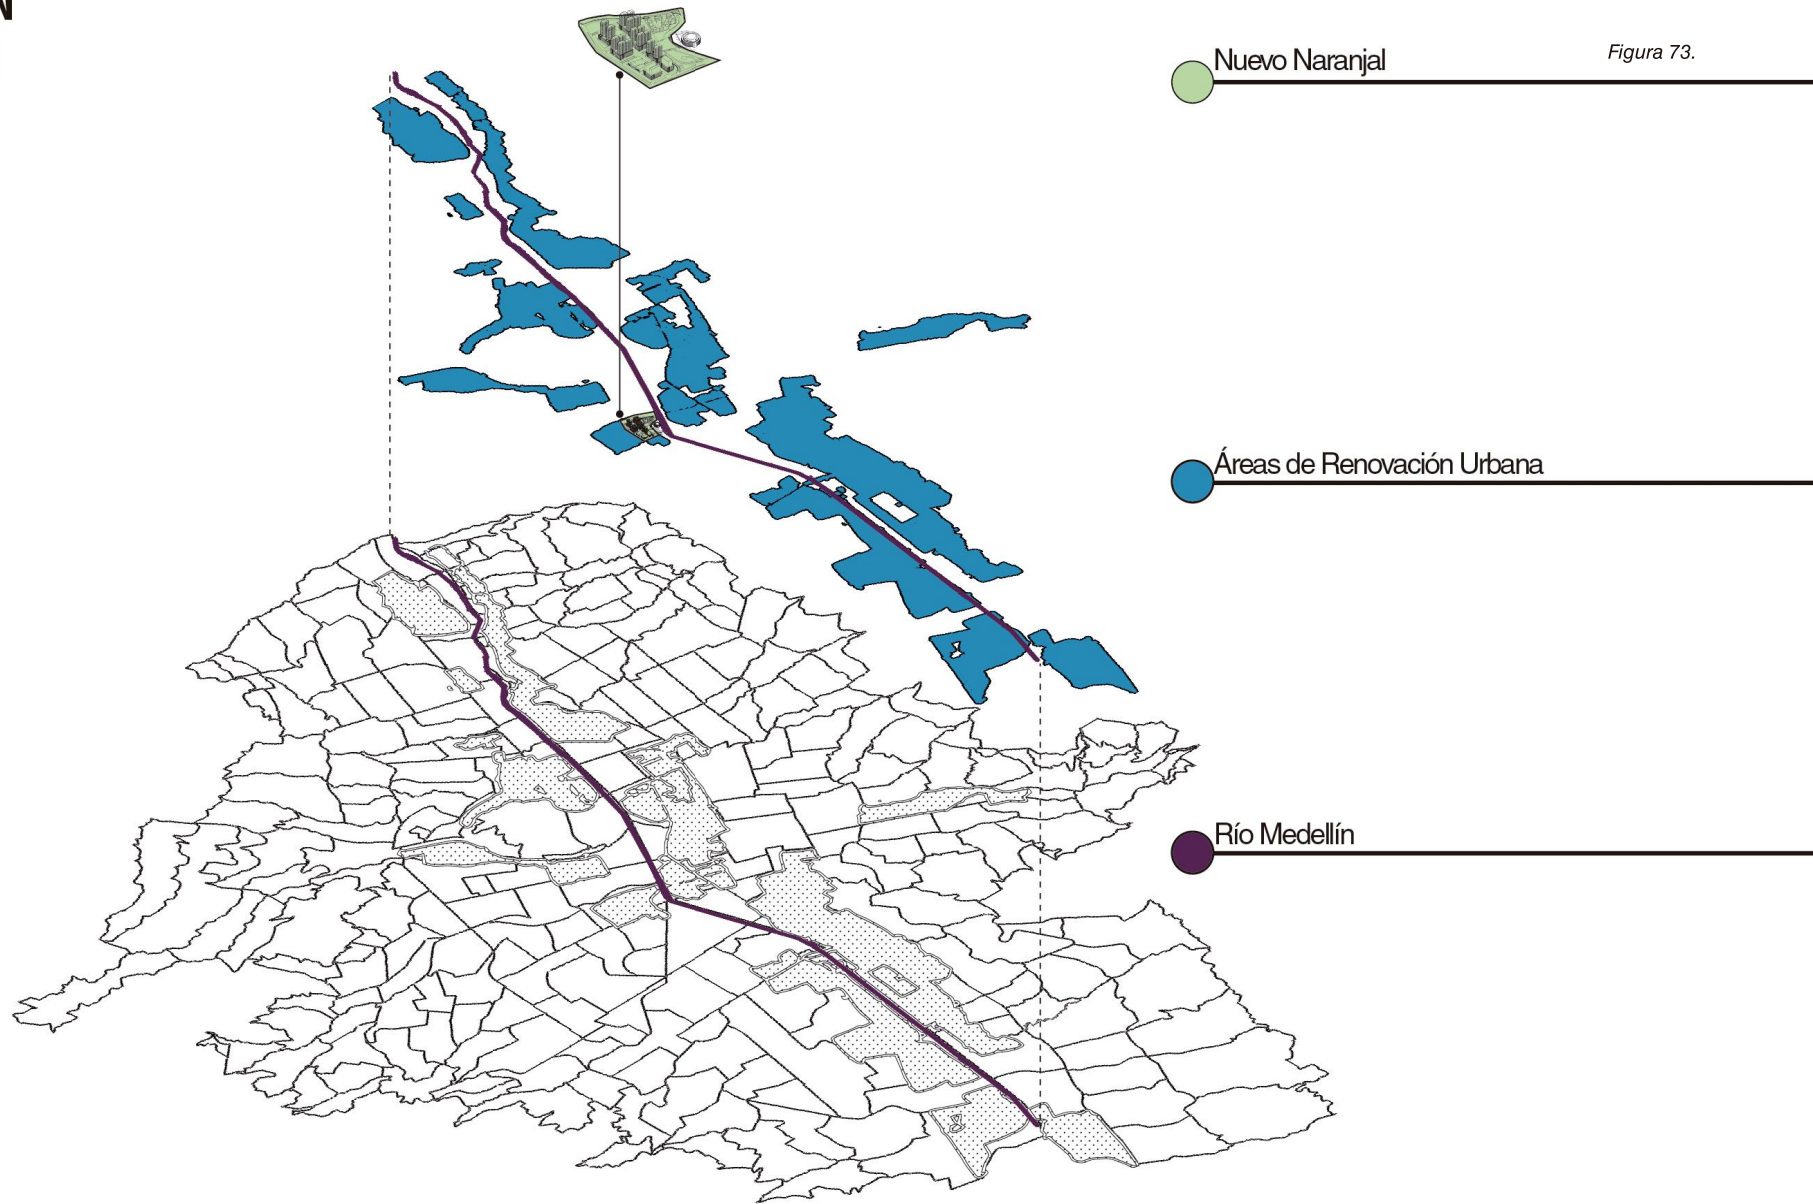 N
Figura 73.
Nuevo Naranjal
Áreas de Renovación Urbana
Río Medellín